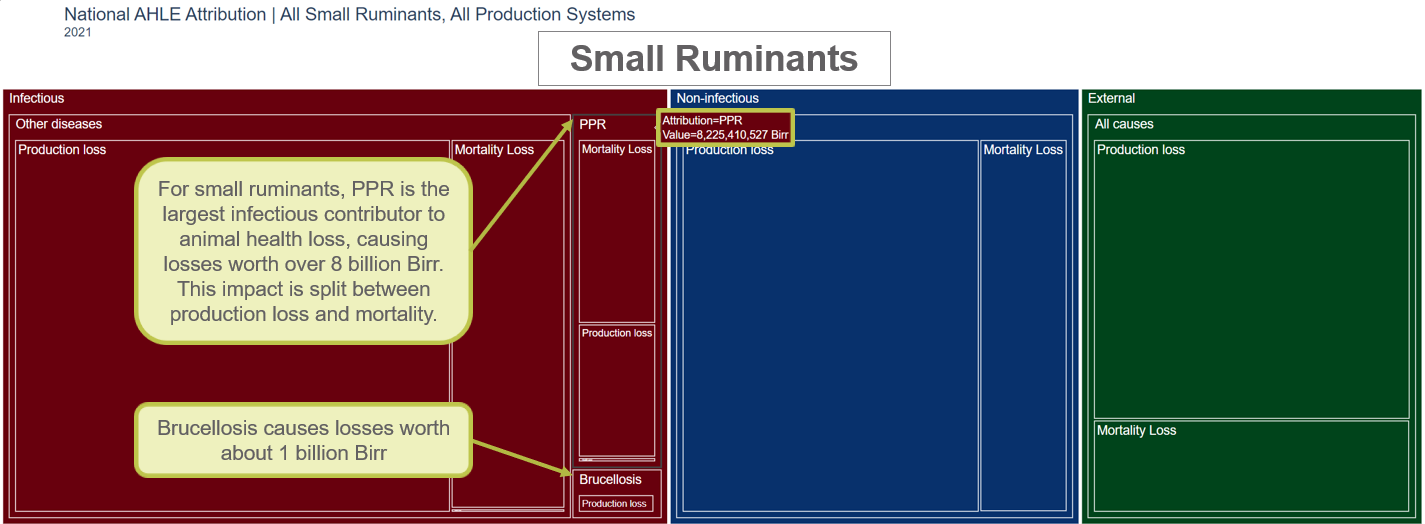 National AHLE Attribution | All Small Ruminants, All Production Systems
2021
Small Ruminants
Infectious
Other diseases
Production loss
Mortality Loss
For small ruminants, PPR is the
largest infectious contributor to
animal health loss, causing
losses worth over 8 billion Birr.
This impact is split between
production loss and mortality.
Brucellosis causes losses worth
about 1 billion Birr
PPR
Mortality Loss
Production loss
Brucellosis
Production loss
Non-infectious
Attribution=PPR
Value=8,225,410,527 Birr
Production loss
Mortality Loss
External
All causes
Production loss
Mortality Loss